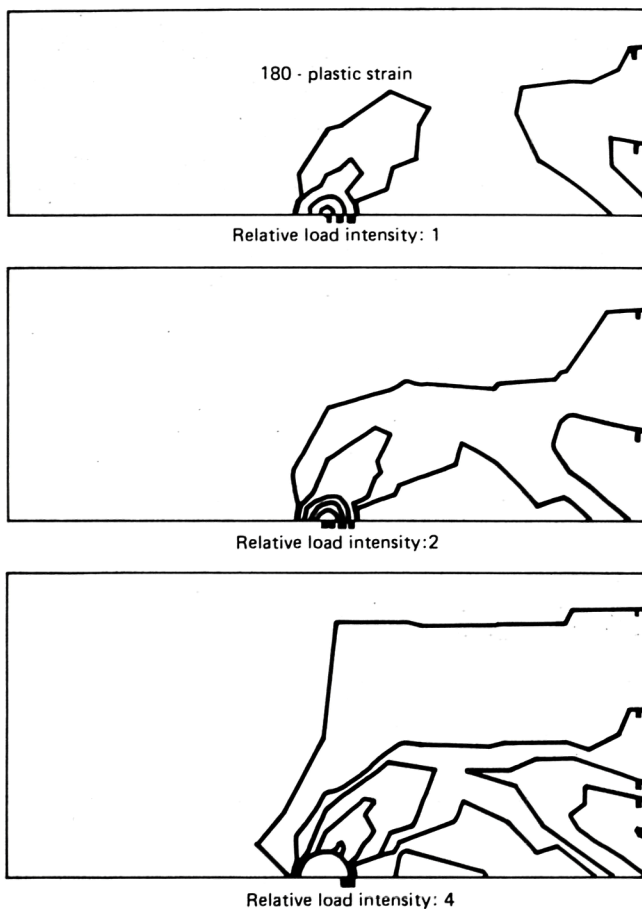 180 - plastic strain
Relative load intensity: 1
Relative load intensity:2
Relative load intensity: 4